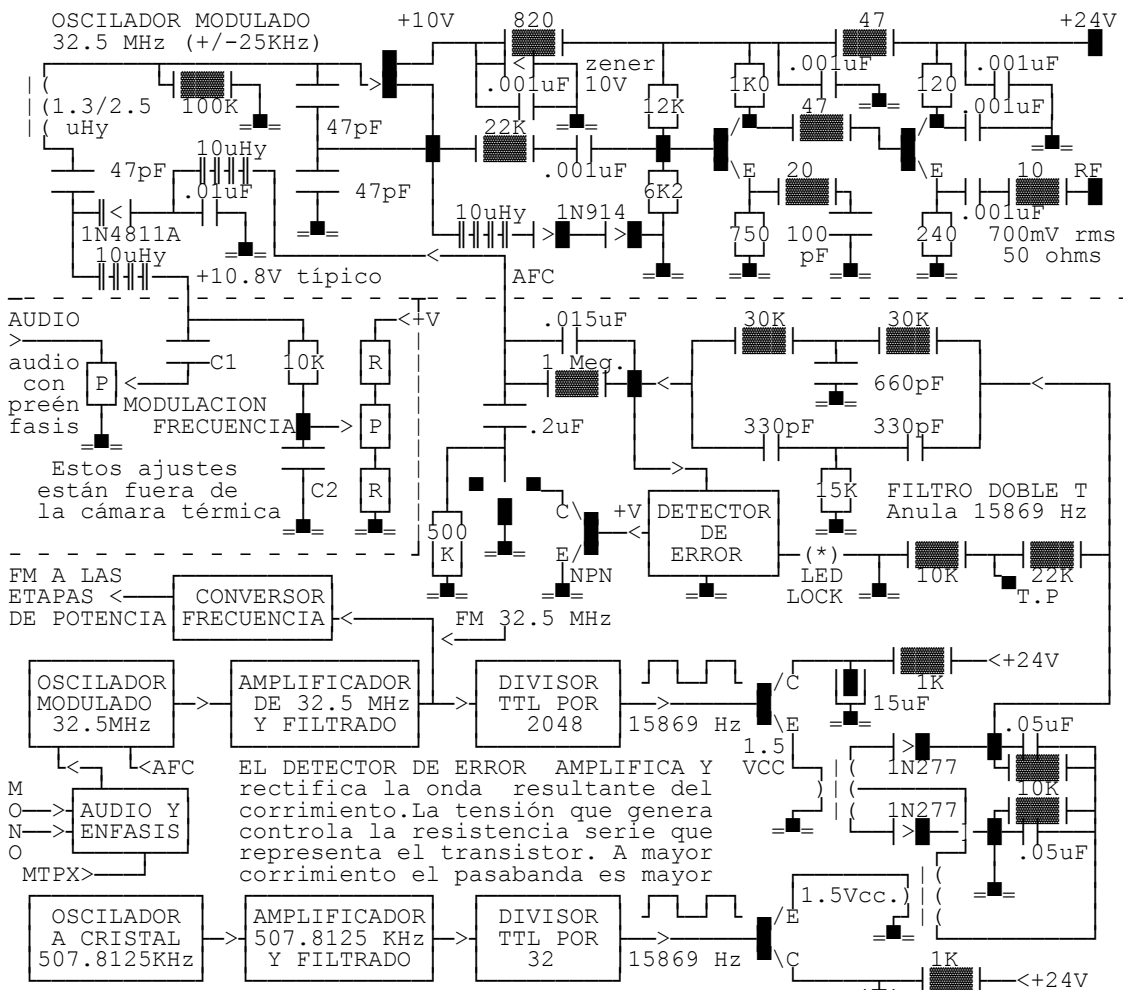 OSCILADOR MODULADO +10V 820 47 +24V
32.5 MHz (+/-25KHz)
zener
.001uF 10V .001uF .001uF
(1.3/2.5 100K 12K 1K0 120
uHy 47pF 22K 47 .001uF
10uHy
47pF .01uF 47pF .001uF 6K2 E 20 E 10 RF
10uHy 1N914 .001uF
1N4811A 750 100 240 700mV rms
10uHy pF 50 ohms
+10.8V típico AFC
AUDIO +V .015uF 30K 30K
audio C1 10K R 1 Meg.
con P 660pF
preén MODULACION
fasis FRECUENCIA P .2uF 330pF 330pF
Estos ajustes
están fuera de C2 R 15K FILTRO DOBLE T
la cámara térmica 500 C +V DETECTOR Anula 15869 Hz
K DE
E ERROR (*)
FM A LAS NPN LED 10K 22K
ETAPAS CONVERSOR LOCK T.P
DE POTENCIA FRECUENCIA FM 32.5 MHz
+24V
OSCILADOR AMPLIFICADOR DIVISOR C 1K
MODULADO DE 32.5 MHz TTL POR 15uF
32.5MHz Y FILTRADO 2048 15869 Hz E
1.5 .05uF
AFC EL DETECTOR DE ERROR AMPLIFICA Y VCC 1N277
M rectifica la onda resultante del 10K
O AUDIO Y corrimiento.La tensión que genera 1N277
N ENFASIS controla la resistencia serie que
O representa el transistor. A mayor .05uF
MTPX> corrimiento el pasabanda es mayor
1.5Vcc.
OSCILADOR AMPLIFICADOR DIVISOR E
A CRISTAL 507.8125 KHz TTL POR
507.8125KHz Y FILTRADO 32 15869 Hz C 1K
+24V